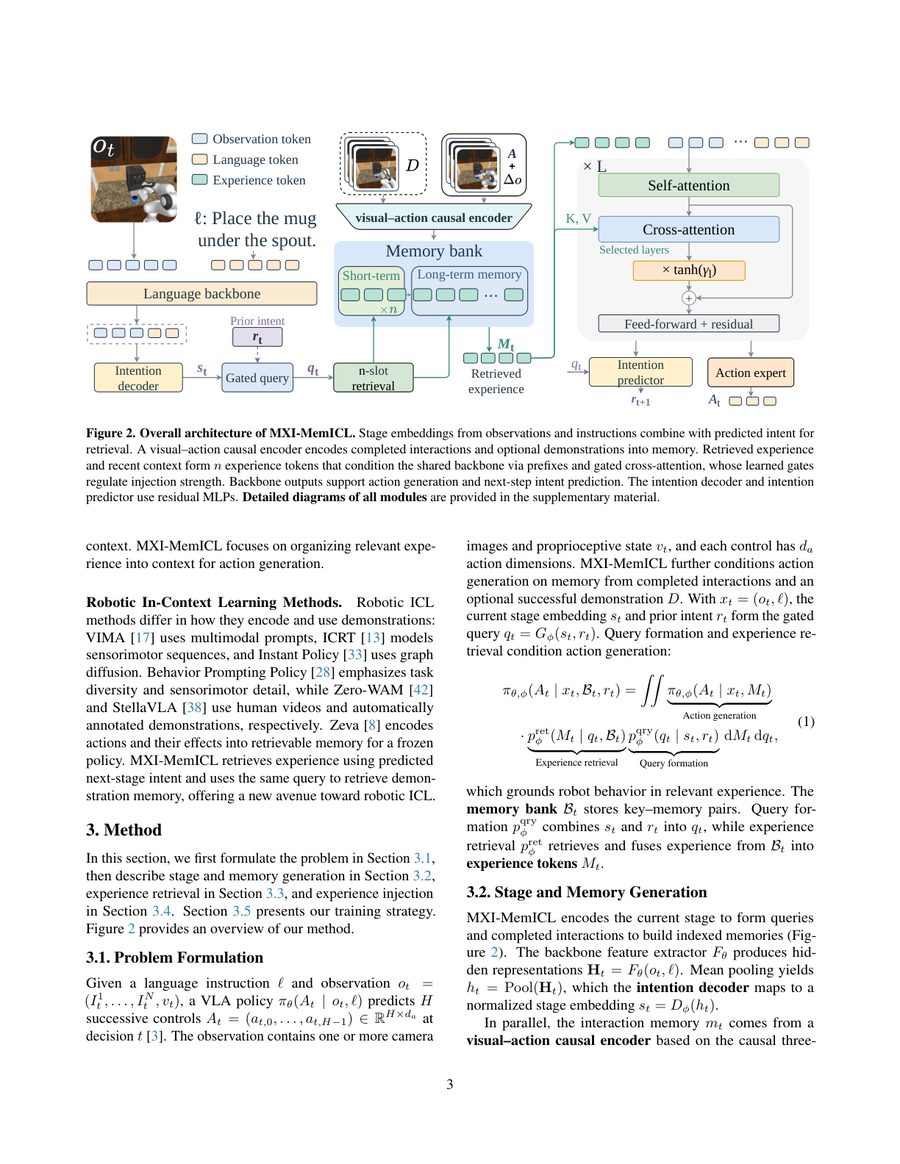 o_t
Observation token
Language token
Experience token
ℓ: Place the mug
under the spout.
Language backbone
Prior intent
r_t
Intention
decoder
s_t
Gated query
q_t
n-slot
retrieval
D
A
+
Δo
visual–action causal encoder
Memory bank
Short-term
Long-term memory
×n
...
M_t
Retrieved
experience
...
× L
Self-attention
K, V
Cross-attention
Selected layers
× tanh(γ_l)
+
Feed-forward + residual
q_t
Intention
predictor
r_{t+1}
Action expert
A_t
Figure 2. Overall architecture of MXI-MemICL. Stage embeddings from observations and instructions combine with predicted intent for
retrieval. A visual–action causal encoder encodes completed interactions and optional demonstrations into memory. Retrieved experience
and recent context form n experience tokens that condition the shared backbone via prefixes and gated cross-attention, whose learned gates
regulate injection strength. Backbone outputs support action generation and next-step intent prediction. The intention decoder and intention
predictor use residual MLPs. Detailed diagrams of all modules are provided in the supplementary material.
context. MXI-MemICL focuses on organizing relevant expe-
rience into context for action generation.
Robotic In-Context Learning Methods. Robotic ICL
methods differ in how they encode and use demonstrations:
VIMA [17] uses multimodal prompts, ICRT [13] models
sensorimotor sequences, and Instant Policy [33] uses graph
diffusion. Behavior Prompting Policy [28] emphasizes task
diversity and sensorimotor detail, while Zero-WAM [42]
and StellaVLA [38] use human videos and automatically
annotated demonstrations, respectively. Zeva [8] encodes
actions and their effects into retrievable memory for a frozen
policy. MXI-MemICL retrieves experience using predicted
next-stage intent and uses the same query to retrieve demon-
stration memory, offering a new avenue toward robotic ICL.
3. Method
In this section, we first formulate the problem in Section 3.1,
then describe stage and memory generation in Section 3.2,
experience retrieval in Section 3.3, and experience injection
in Section 3.4. Section 3.5 presents our training strategy.
Figure 2 provides an overview of our method.
3.1. Problem Formulation
Given a language instruction ℓ and observation o_t =
(I_t^1, . . . , I_t^N, v_t), a VLA policy π_θ(A_t | o_t, ℓ) predicts H
successive controls A_t = (a_{t,0}, . . . , a_{t,H−1}) ∈ ℝ^{H×d_a} at
decision t [3]. The observation contains one or more camera
images and proprioceptive state v_t, and each control has d_a
action dimensions. MXI-MemICL further conditions action
generation on memory from completed interactions and an
optional successful demonstration D. With x_t = (o_t, ℓ), the
current stage embedding s_t and prior intent r_t form the gated
query q_t = G_ϕ(s_t, r_t). Query formation and experience re-
trieval condition action generation:
π_{θ,ϕ}(A_t | x_t, ℬ_t, r_t) = ∬ π_{θ,ϕ}(A_t | x_t, M_t)
Action generation
· p_ϕ^{ret}(M_t | q_t, ℬ_t) p_ϕ^{qry}(q_t | s_t, r_t) dM_t dq_t,
(1)
Experience retrieval Query formation
which grounds robot behavior in relevant experience. The
memory bank ℬ_t stores key–memory pairs. Query for-
mation p_ϕ^{qry} combines s_t and r_t into q_t, while experience
retrieval p_ϕ^{ret} retrieves and fuses experience from ℬ_t into
experience tokens M_t.
3.2. Stage and Memory Generation
MXI-MemICL encodes the current stage to form queries
and completed interactions to build indexed memories (Fig-
ure 2). The backbone feature extractor F_θ produces hid-
den representations H_t = F_θ(o_t, ℓ). Mean pooling yields
h_t = Pool(H_t), which the intention decoder maps to a
normalized stage embedding s_t = D_ϕ(h_t).
In parallel, the interaction memory m_t comes from a
visual–action causal encoder based on the causal three-
3